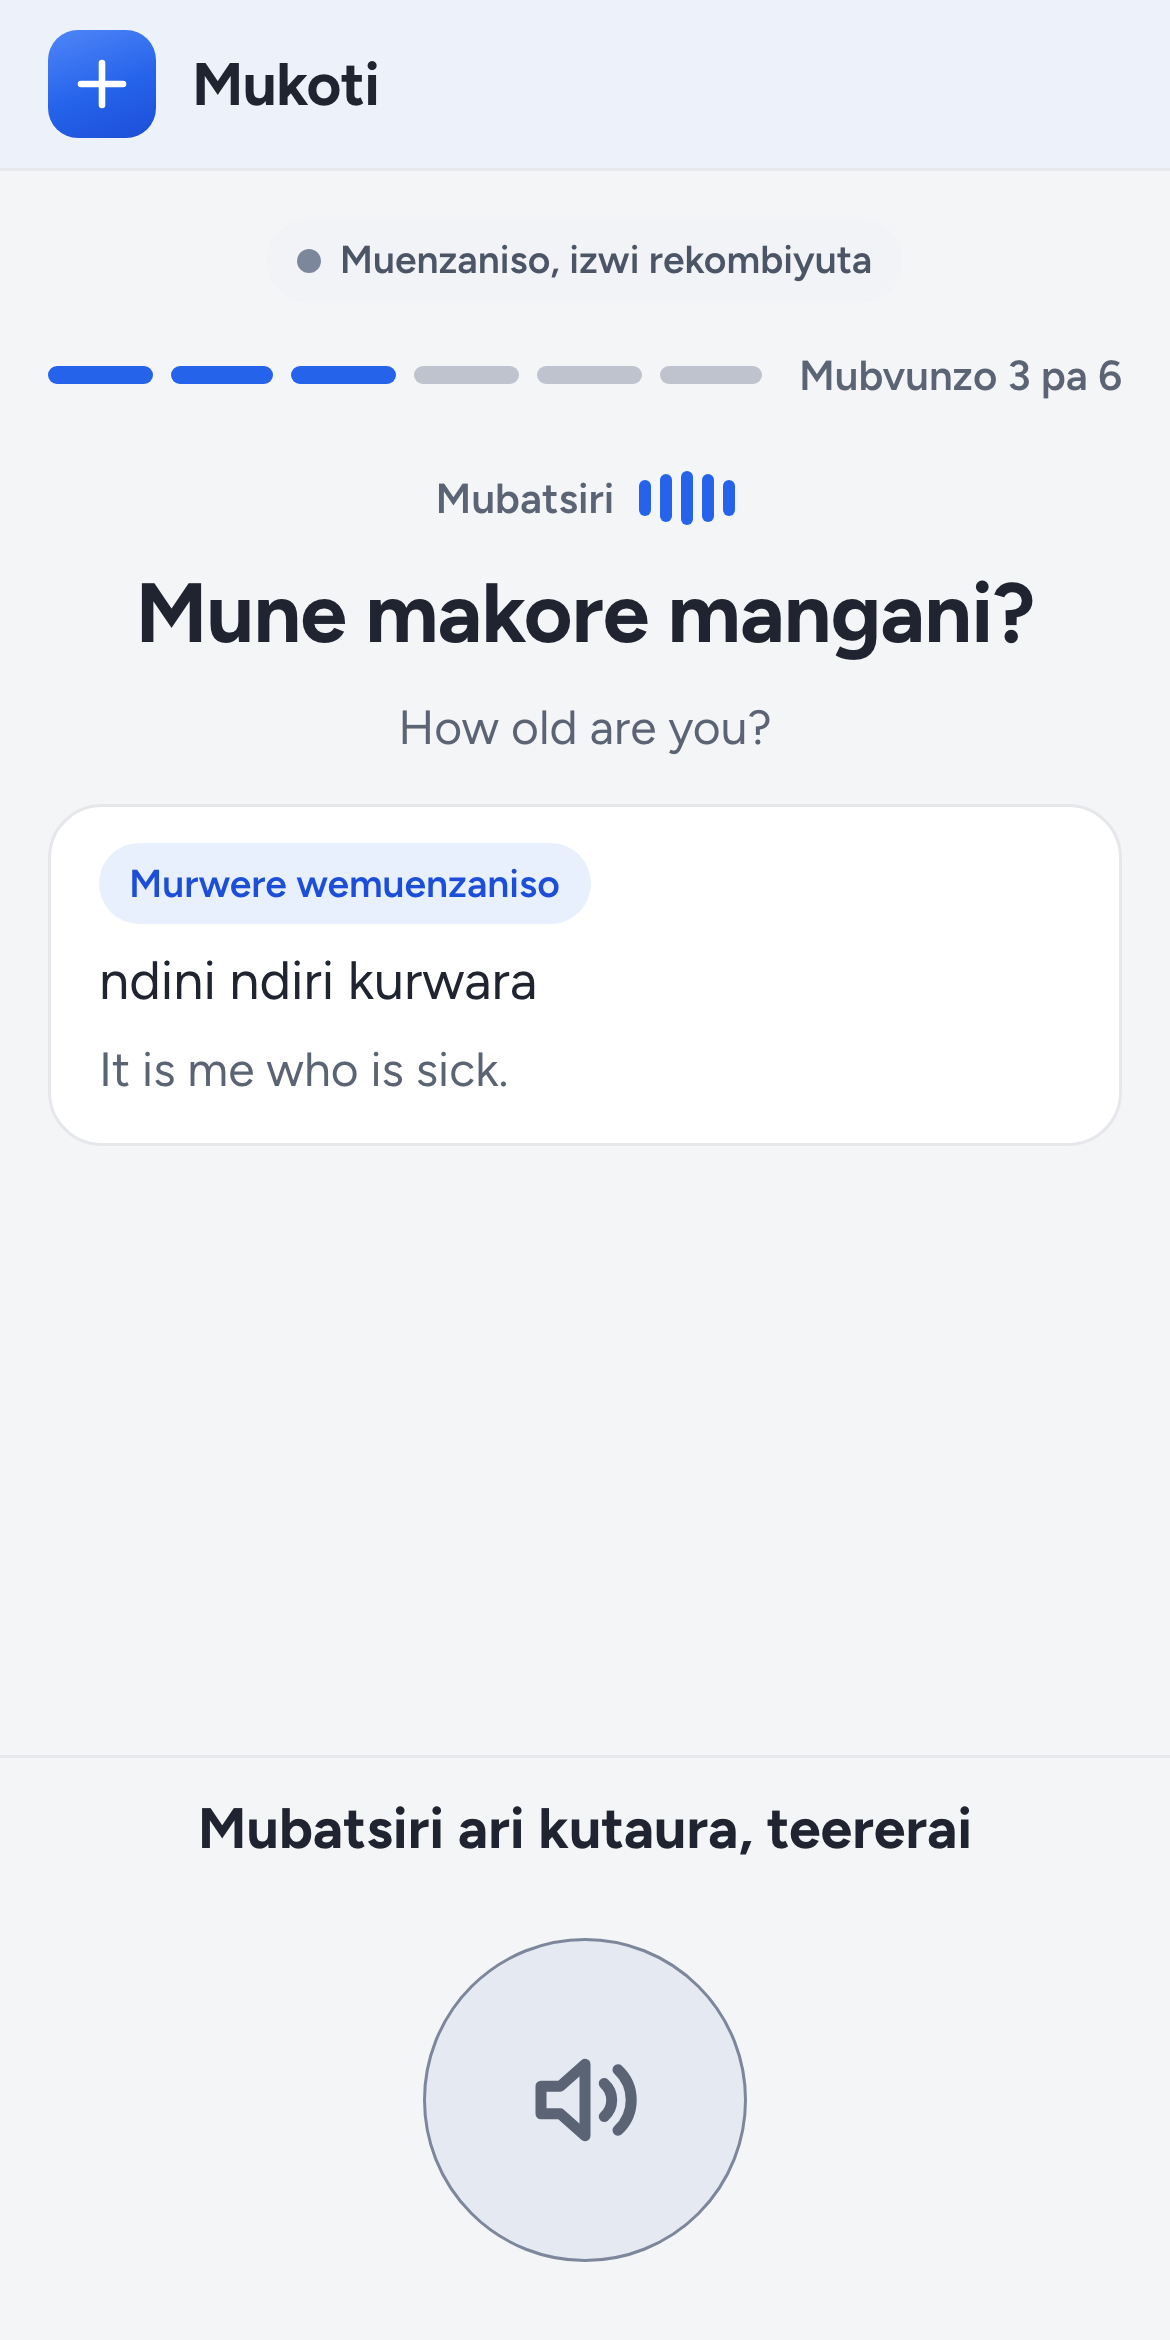 Mukoti
Muenzaniso, izwi rekombiyuta
Mubvunzo 3 pa 6
Mubatsiri
Mune makore mangani?
How old are you?
Murwere wemuenzaniso
ndini ndiri kurwara
It is me who is sick.
Mubatsiri ari kutaura, teererai